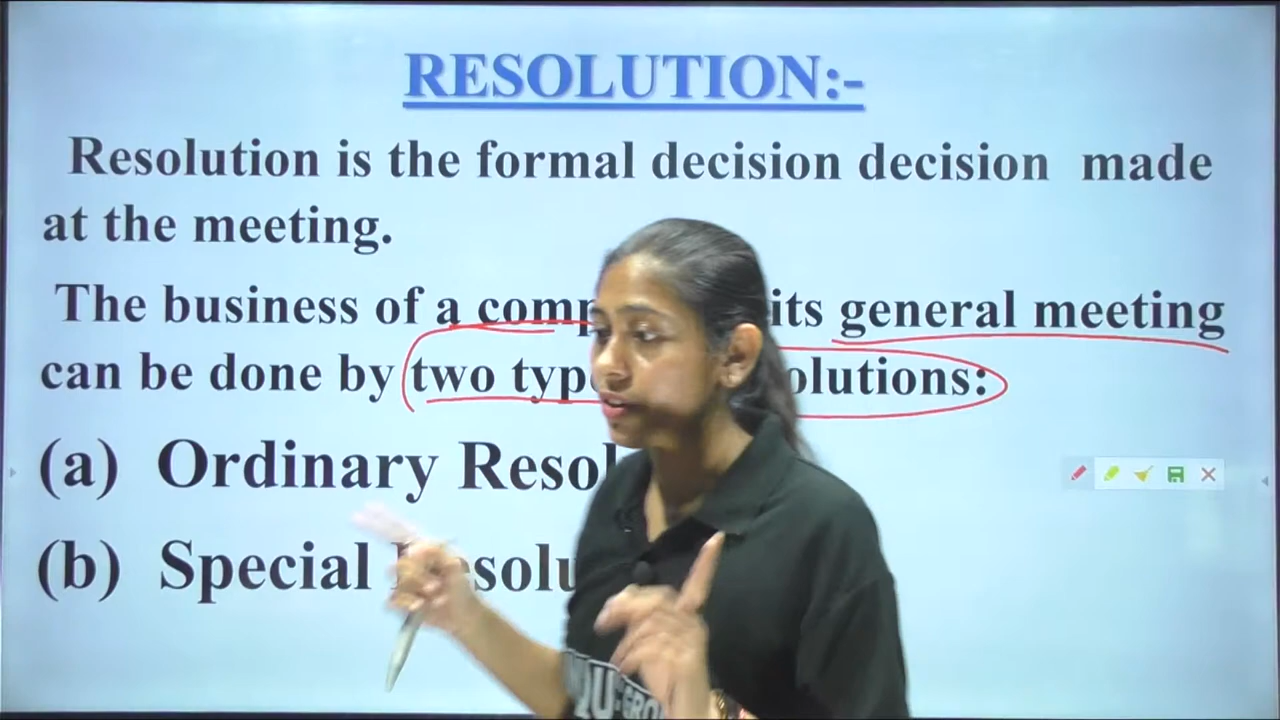 RESOLUTION:-
Resolution is the formal decision decision made
at the meeting.
The business of a comp its general meeting
can be done by two typ olutions:
(a) Ordinary Resol
(b) Special esolu